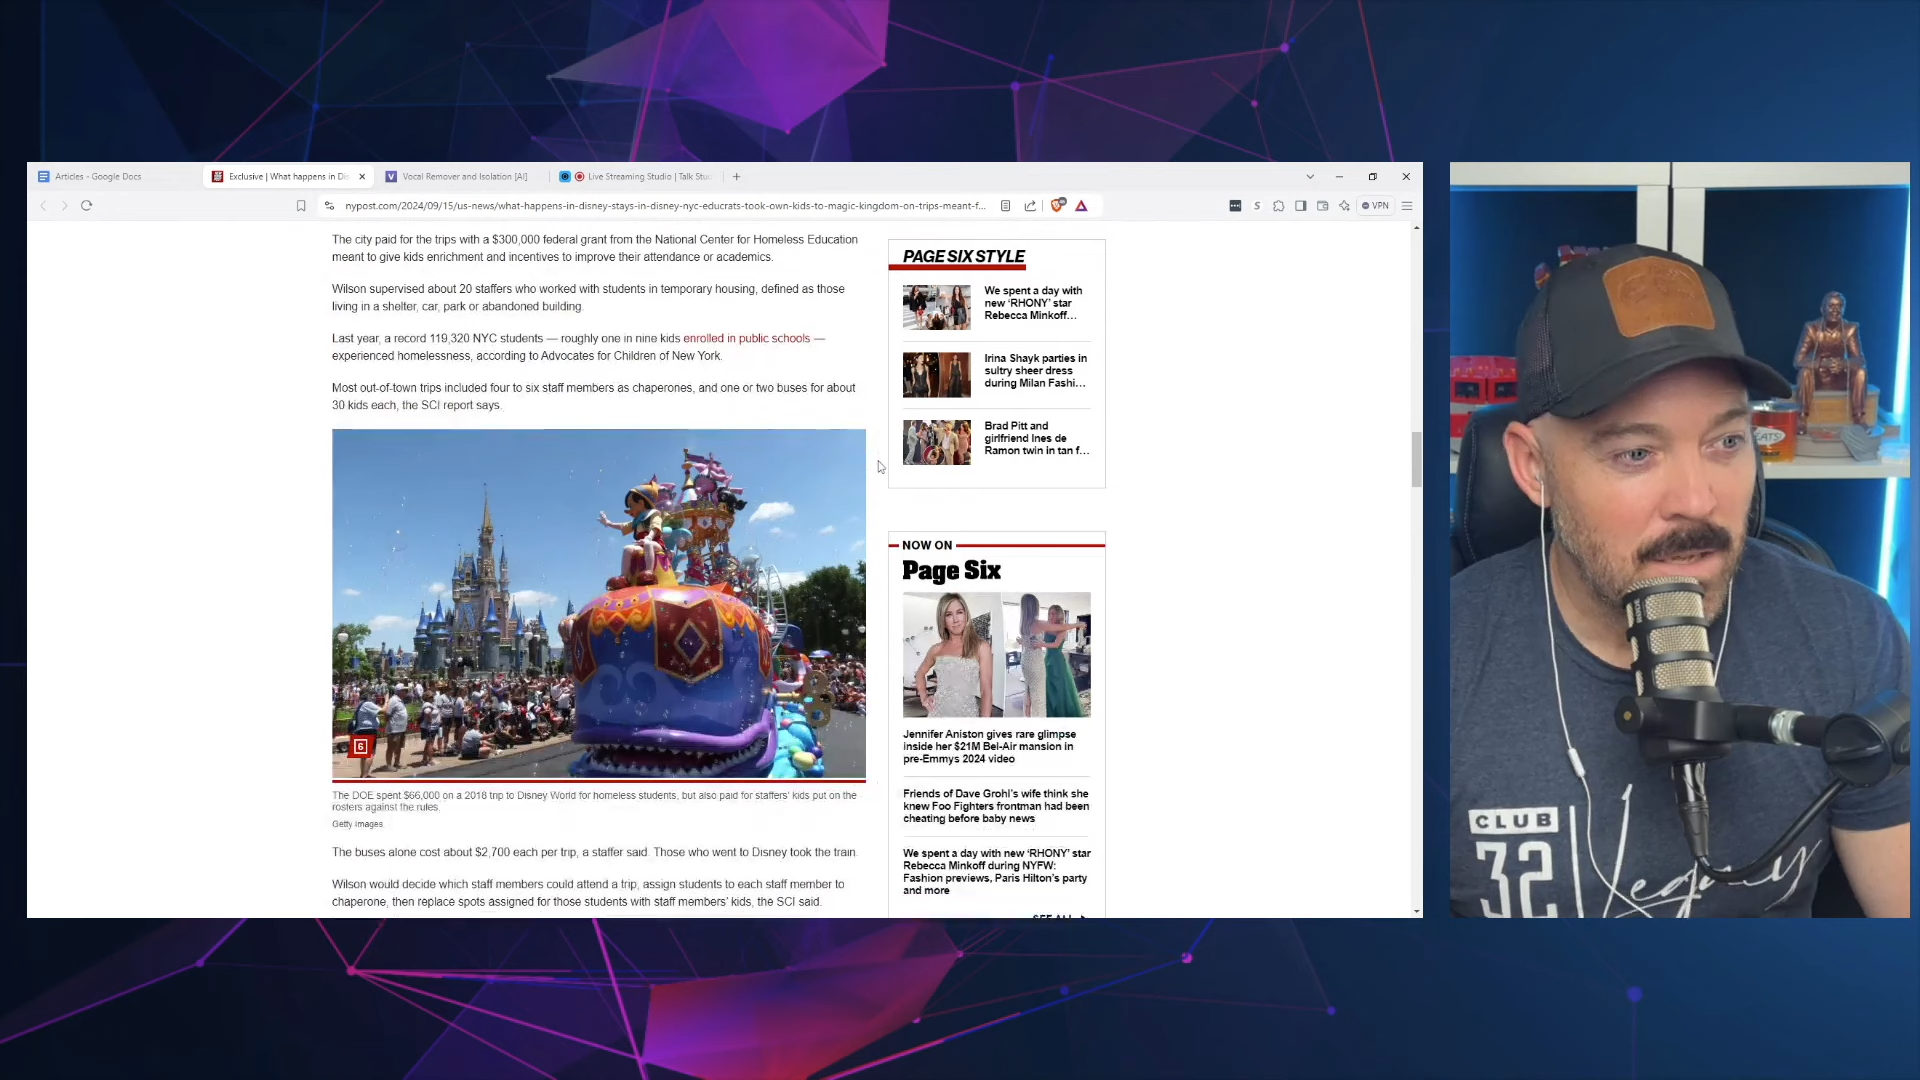 Articles - Google Docs
Exclusive | What happens in Dis
Vocal Remover and Isolation [AI]
Live Streaming Studio | Talk Stud
nypost.com/2024/09/15/us-news/what-happens-in-disney-stays-in-disney-nyc-educrats-took-own-kids-to-magic-kingdom-on-trips-meant-f...
VPN
The city paid for the trips with a $300,000 federal grant from the National Center for Homeless Education
meant to give kids enrichment and incentives to improve their attendance or academics.
Wilson supervised about 20 staffers who worked with students in temporary housing, defined as those
living in a shelter, car, park or abandoned building.
Last year, a record 119,320 NYC students — roughly one in nine kids enrolled in public schools —
experienced homelessness, according to Advocates for Children of New York.
Most out-of-town trips included four to six staff members as chaperones, and one or two buses for about
30 kids each, the SCI report says.
6
The DOE spent $66,000 on a 2018 trip to Disney World for homeless students, but also paid for staffers' kids put on the
rosters against the rules.
Getty Images
The buses alone cost about $2,700 each per trip, a staffer said. Those who went to Disney took the train.
Wilson would decide which staff members could attend a trip, assign students to each staff member to
chaperone, then replace spots assigned for those students with staff members' kids, the SCI said.
PAGE SIX STYLE
We spent a day with
new ‘RHONY’ star
Rebecca Minkoff...
Irina Shayk parties in
sultry sheer dress
during Milan Fashi...
Brad Pitt and
girlfriend Ines de
Ramon twin in tan f...
NOW ON
Page Six
Jennifer Aniston gives rare glimpse
inside her $21M Bel-Air mansion in
pre-Emmys 2024 video
Friends of Dave Grohl's wife think she
knew Foo Fighters frontman had been
cheating before baby news
We spent a day with new ‘RHONY’ star
Rebecca Minkoff during NYFW:
Fashion previews, Paris Hilton's party
and more
SEE ALL
EATS!
CLUB
32
Legacy